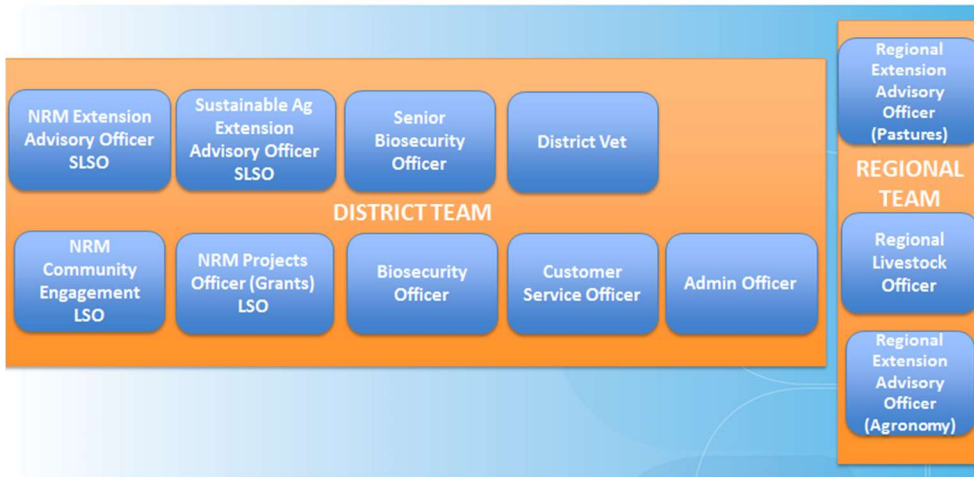 NRM Extension
Advisory Officer
SLSO
Sustainable Ag
Extension
Advisory Officer
SLSO
Senior
Biosecurity
Officer
District Vet
DISTRICT TEAM
NRM
Community
Engagement
LSO
NRM Projects
Officer (Grants)
LSO
Biosecurity
Officer
Customer
Service Officer
Admin Officer
Regional
Extension
Advisory
Officer
(Pastures)
REGIONAL
TEAM
Regional
Livestock
Officer
Regional
Extension
Advisory
Officer
(Agronomy)